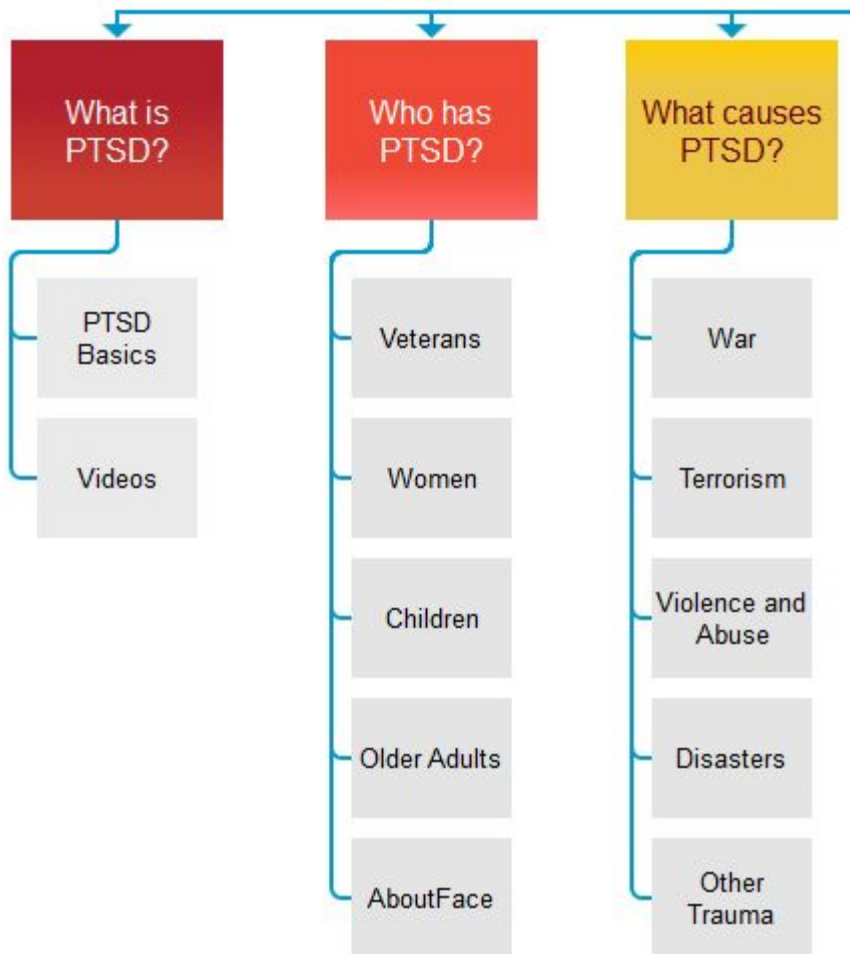 What is
PTSD?
PTSD
Basics
Videos
Who has
PTSD?
Veterans
Women
Children
Older Adults
AboutFace
What causes
PTSD?
War
Terrorism
Violence and
Abuse
Disasters
Other
Trauma